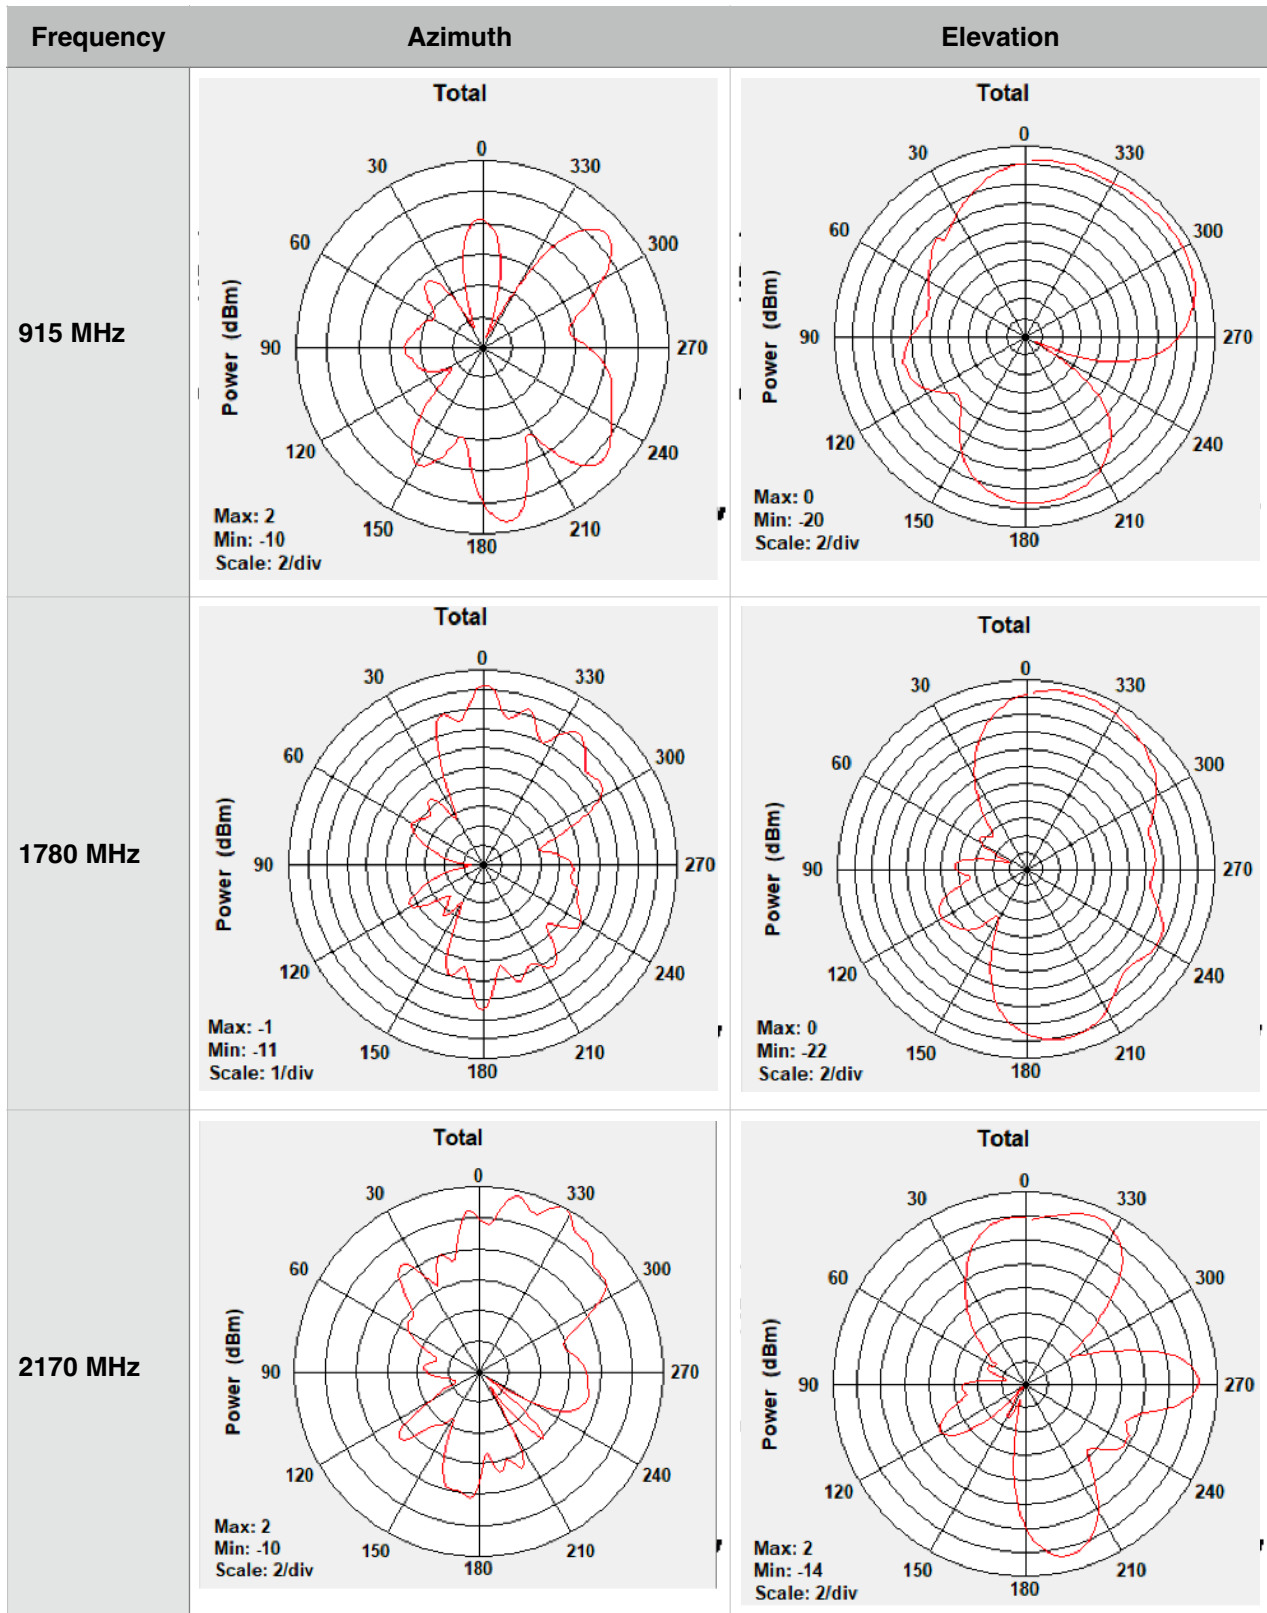 Frequency Azimuth Elevation
915 MHz
Total
0
30 330
60 300
90 270
120 240
150 210
180
Power (dBm)
Max: 2
Min: -10
Scale: 2/div
Total
0
30 330
60 300
90 270
120 240
150 210
180
Power (dBm)
Max: 0
Min: -20
Scale: 2/div
1780 MHz
Total
0
30 330
60 300
90 270
120 240
150 210
180
Power (dBm)
Max: -1
Min: -11
Scale: 1/div
Total
0
30 330
60 300
90 270
120 240
150 210
180
Power (dBm)
Max: 0
Min: -22
Scale: 2/div
2170 MHz
Total
0
30 330
60 300
90 270
120 240
150 210
180
Power (dBm)
Max: 2
Min: -10
Scale: 2/div
Total
0
30 330
60 300
90 270
120 240
150 210
180
Power (dBm)
Max: 2
Min: -14
Scale: 2/div